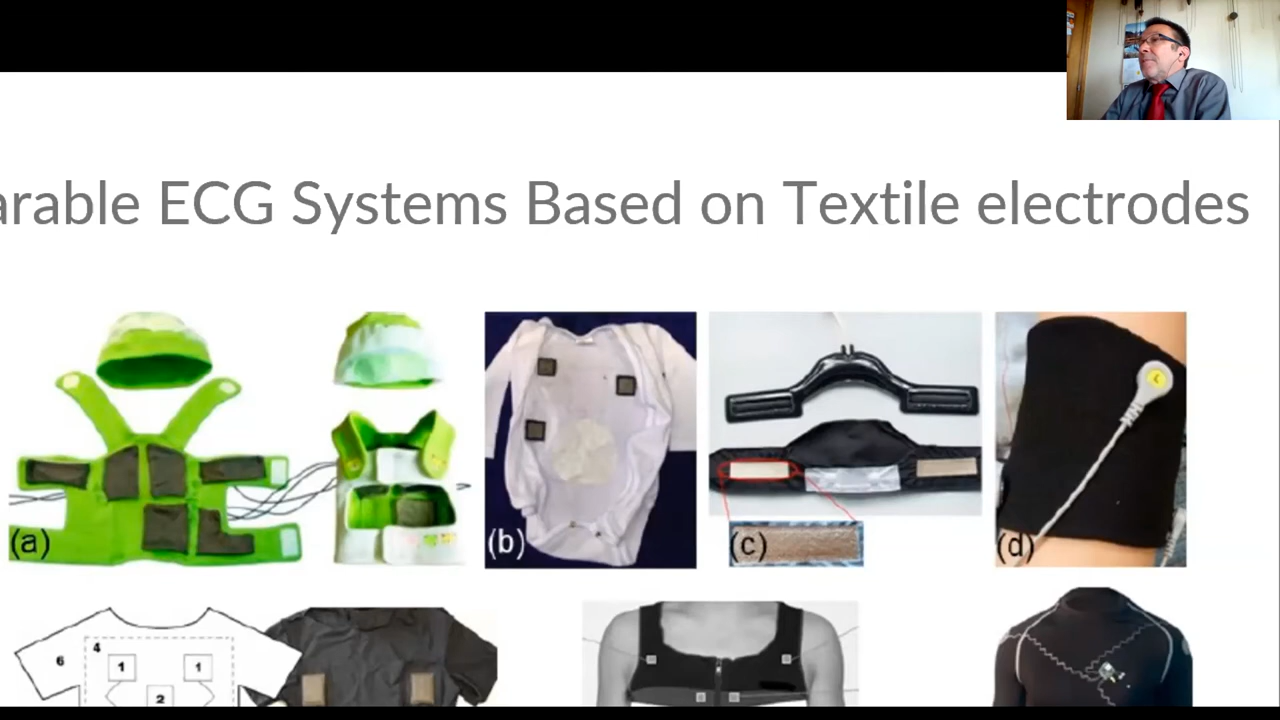 arable ECG Systems Based on Textile electrodes
(a)
(b)
(c)
(d)
6
4
1
1
2